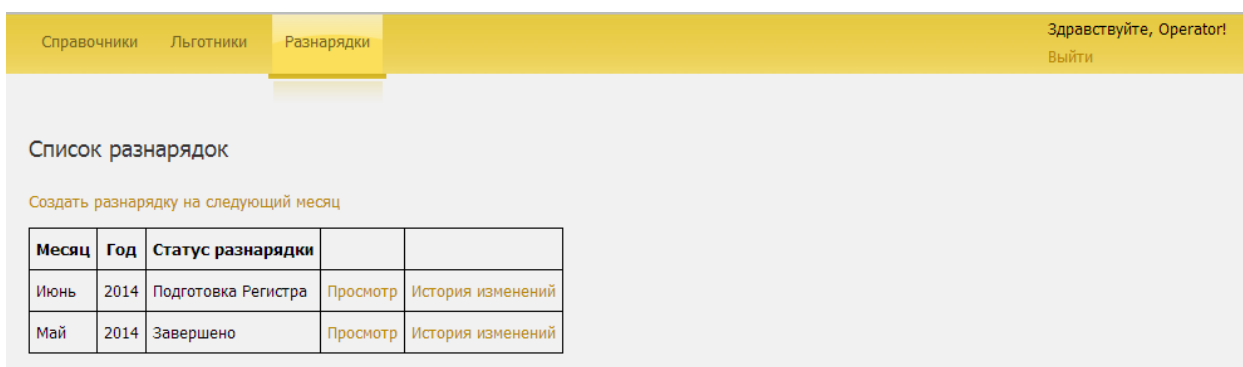 Справочники Льготники Разнарядки Здравствуйте, Operator!
Выйти
Список разнарядок
Создать разнарядку на следующий месяц
Месяц Год Статус разнарядки
Июнь 2014 Подготовка Регистра Просмотр История изменений
Май 2014 Завершено Просмотр История изменений